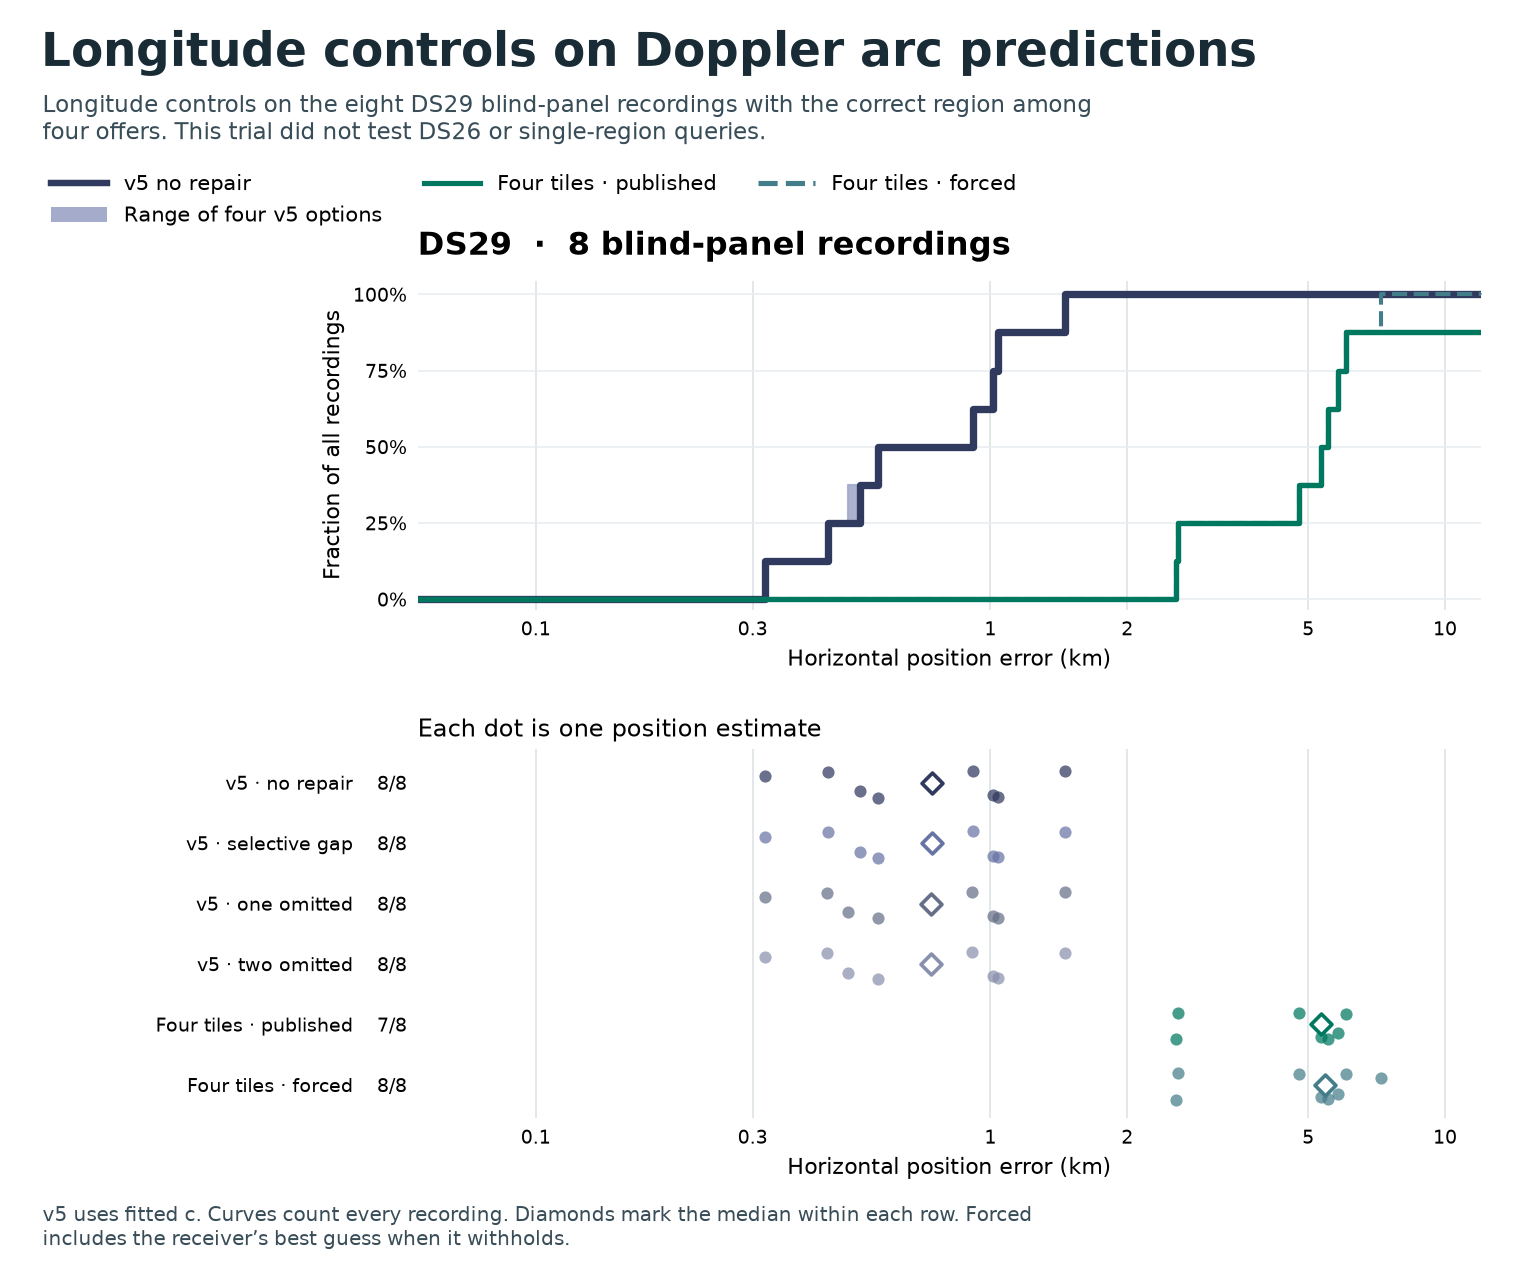 Longitude controls on Doppler arc predictions
Longitude controls on the eight DS29 blind-panel recordings with the correct region among
four offers. This trial did not test DS26 or single-region queries.
v5 no repair
Four tiles · published
Four tiles · forced
Range of four v5 options
DS29 · 8 blind-panel recordings
Fraction of all recordings
100%
75%
50%
25%
0%
0.1 0.3 1 2 5 10
Horizontal position error (km)
Each dot is one position estimate
v5 · no repair 8/8
v5 · selective gap 8/8
v5 · one omitted 8/8
v5 · two omitted 8/8
Four tiles · published 7/8
Four tiles · forced 8/8
0.1 0.3 1 2 5 10
Horizontal position error (km)
v5 uses fitted c. Curves count every recording. Diamonds mark the median within each row. Forced
includes the receiver’s best guess when it withholds.